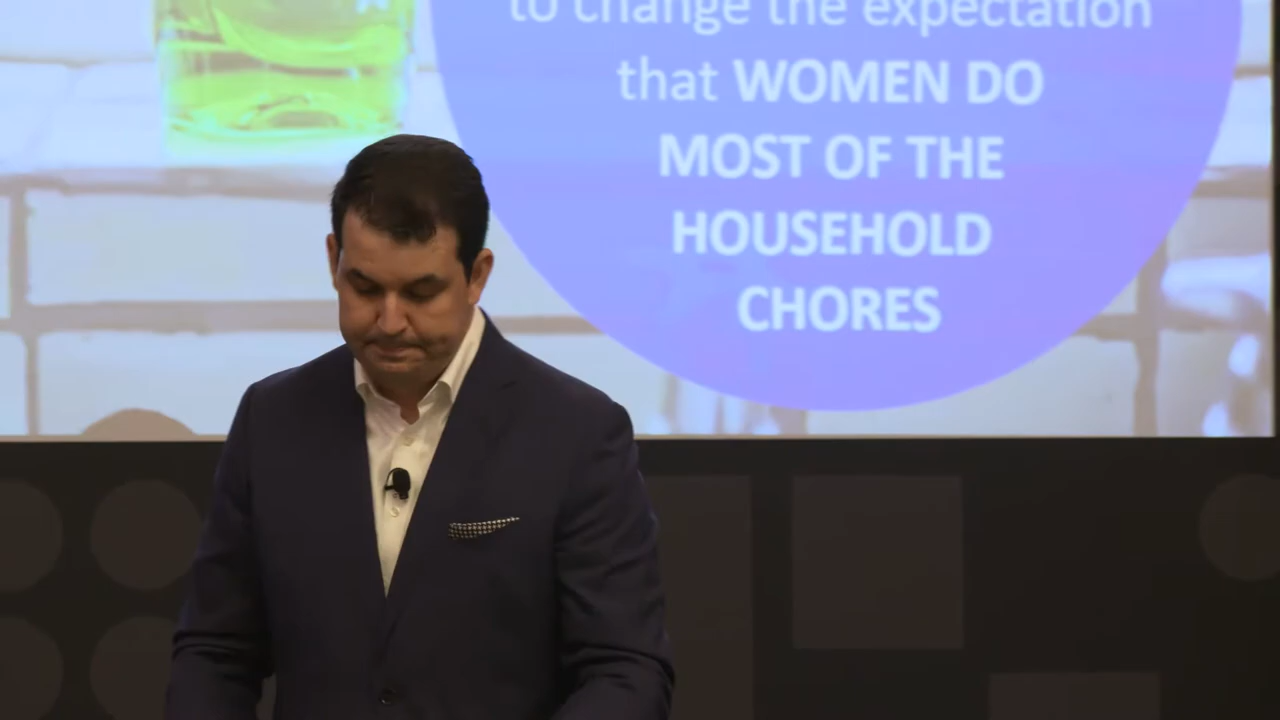 to change the expectation
that WOMEN DO
MOST OF THE
HOUSEHOLD
CHORES